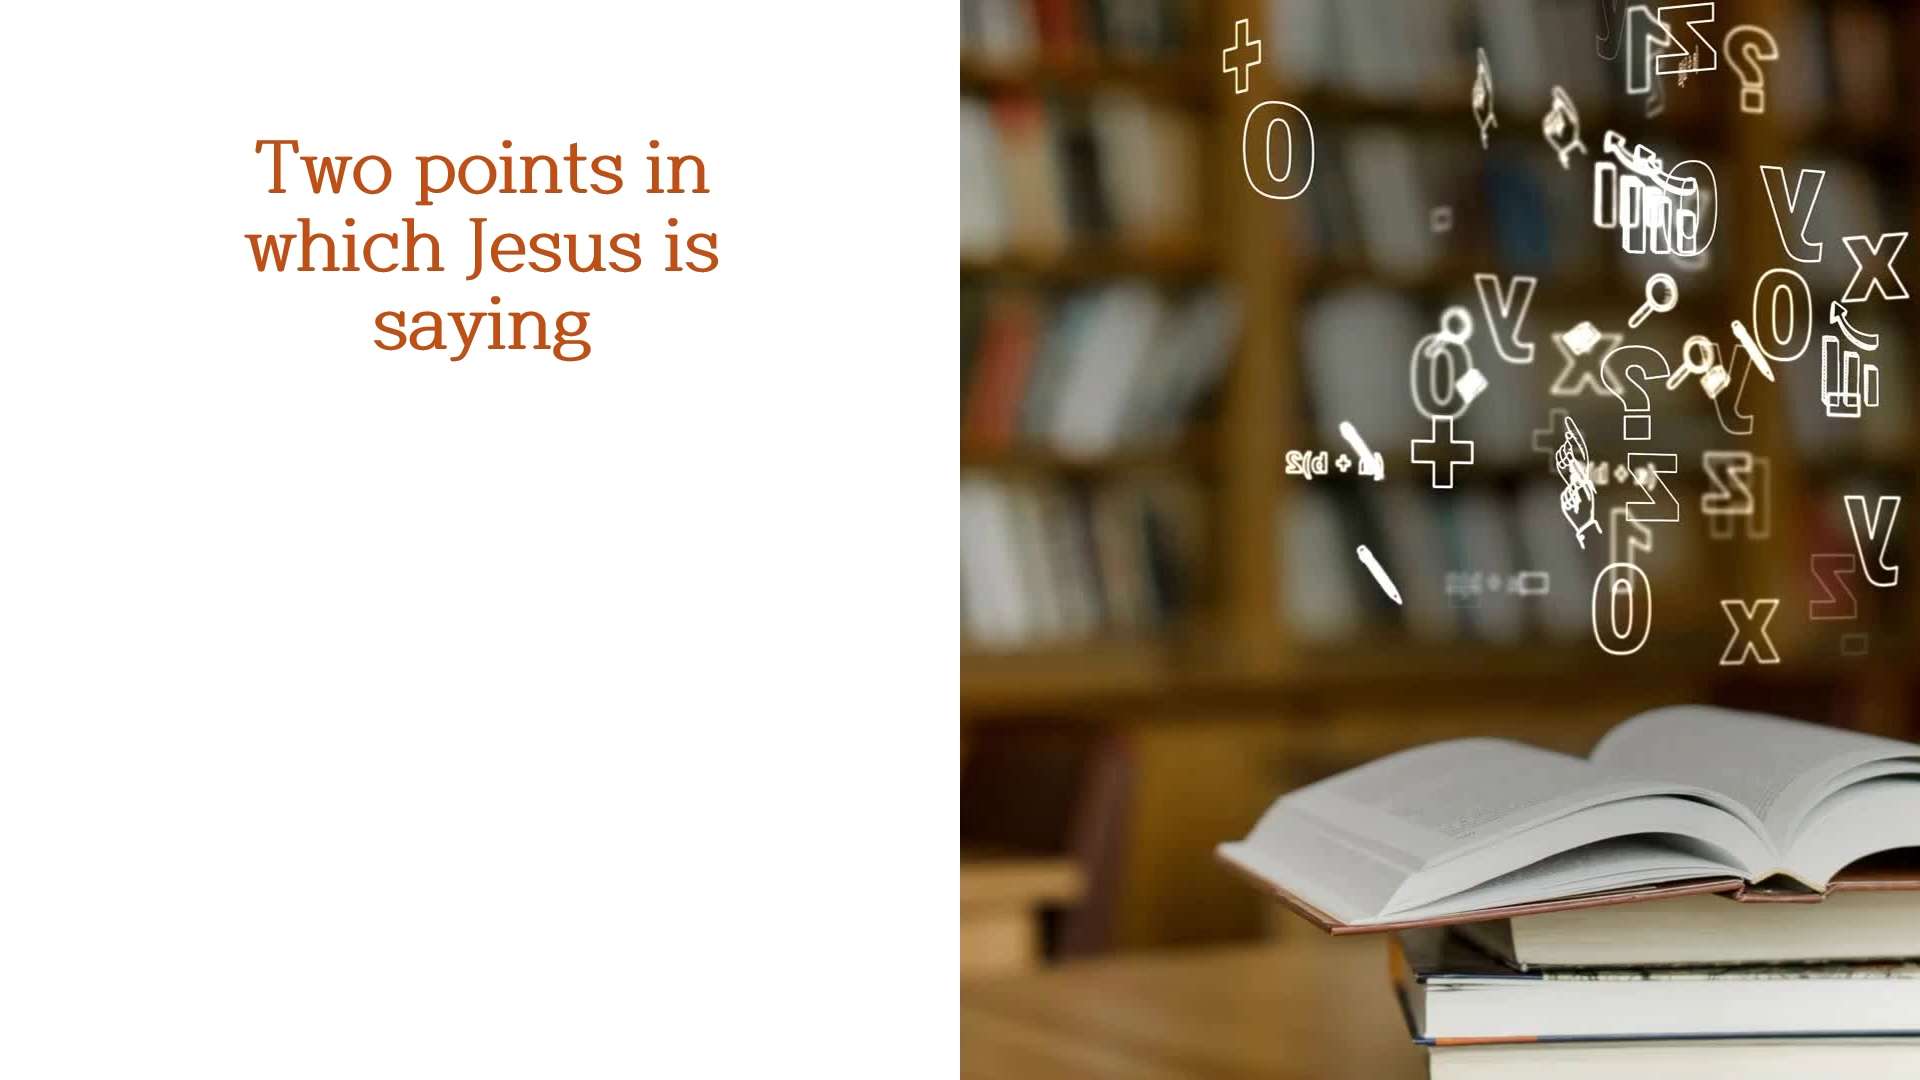 Two points in
which Jesus is
saying